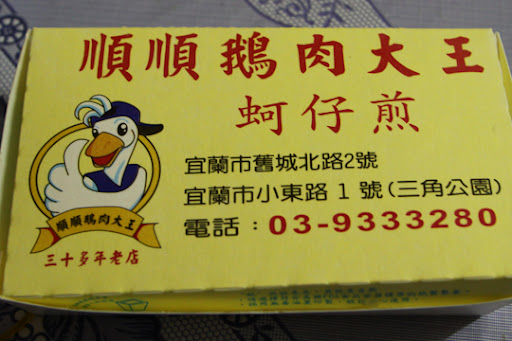 順順鵝肉大王
蚵仔煎
宜蘭市舊城北路2號
宜蘭市小東路 1 號(三角公園)
電話：03-9333280
順順鵝肉大王
三十多年老店